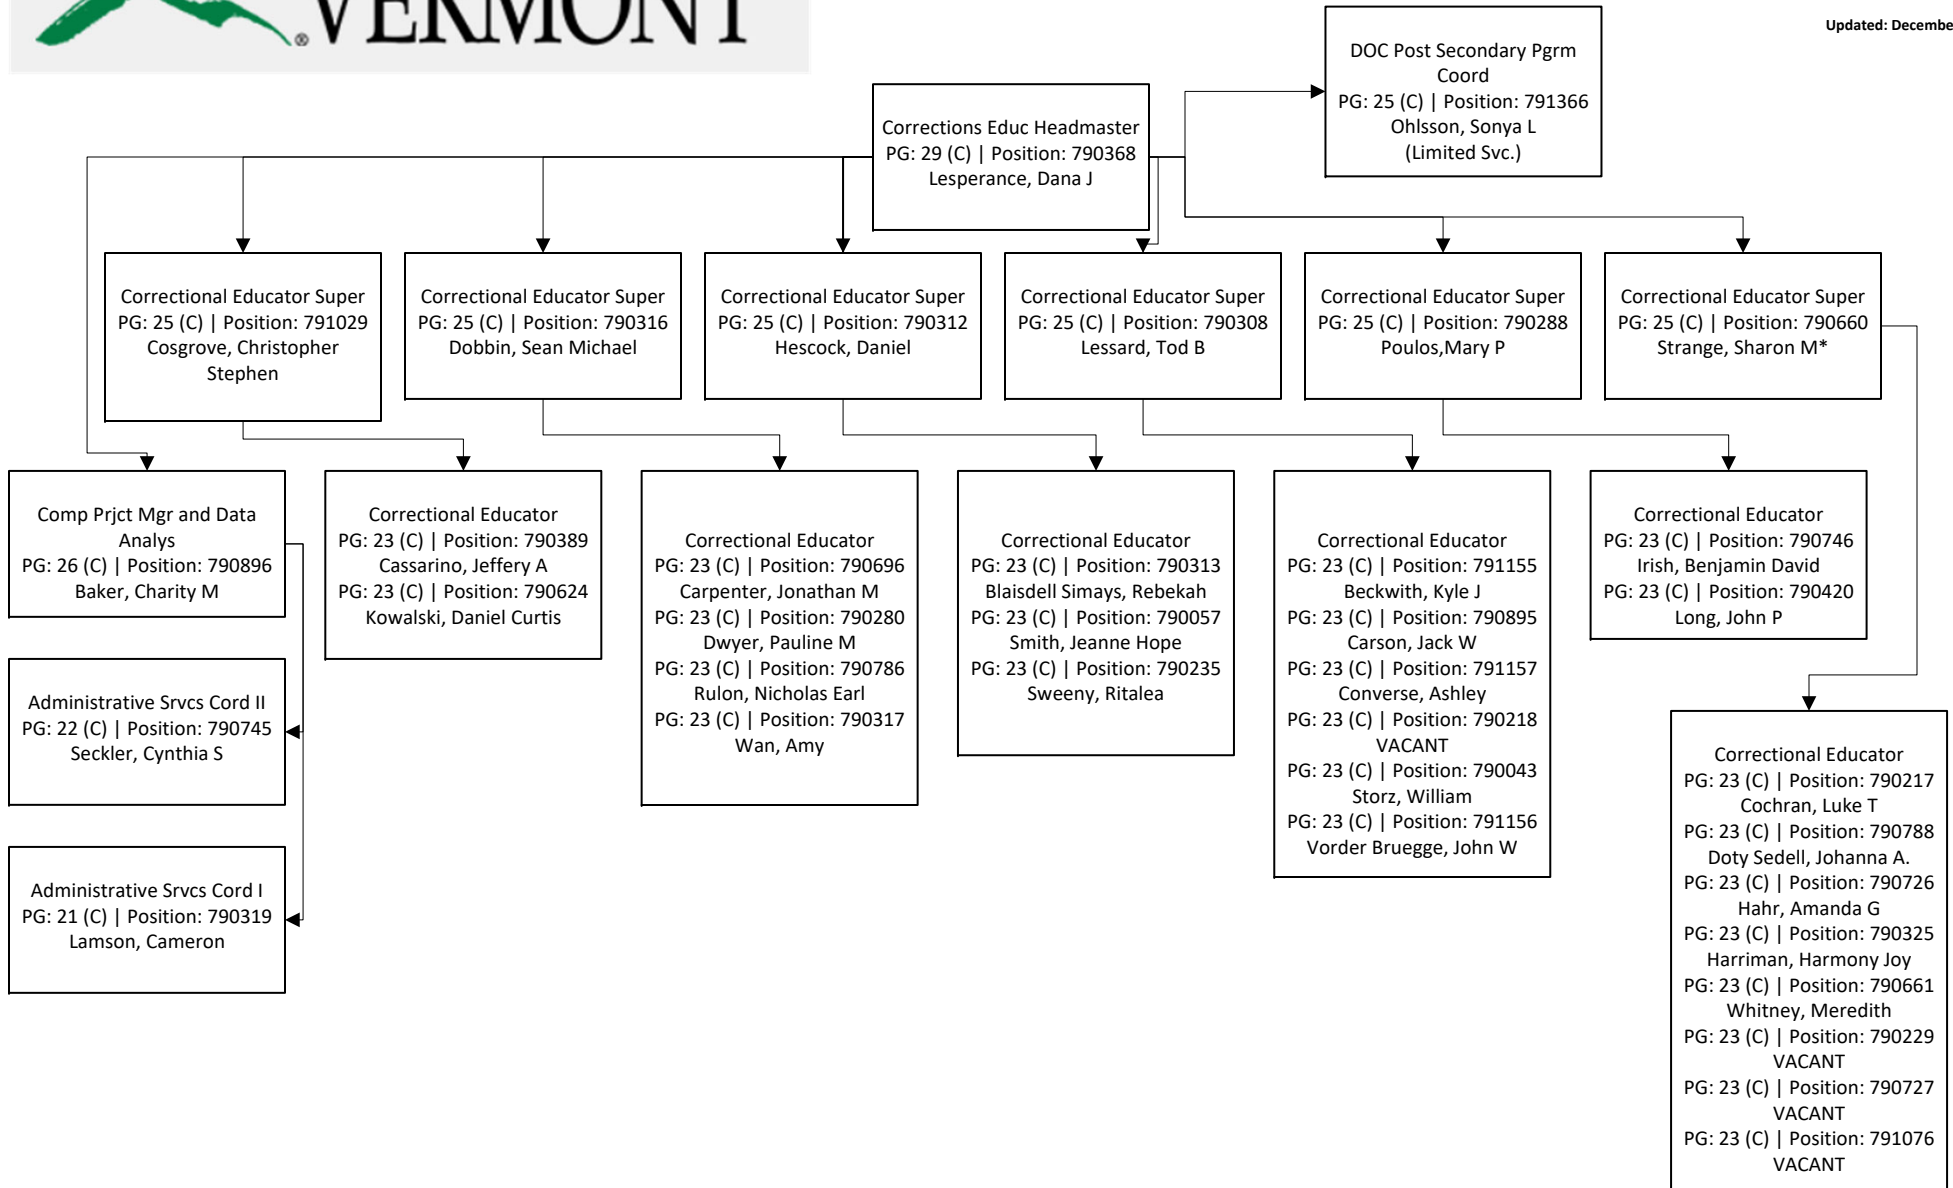 VERMONT
®
Updated: Decembe
DOC Post Secondary Pgrm
Coord
PG: 25 (C) | Position: 791366
Ohlsson, Sonya L
(Limited Svc.)
Corrections Educ Headmaster
PG: 29 (C) | Position: 790368
Lesperance, Dana J
Correctional Educator Super
PG: 25 (C) | Position: 791029
Cosgrove, Christopher
Stephen
Correctional Educator Super
PG: 25 (C) | Position: 790316
Dobbin, Sean Michael
Correctional Educator Super
PG: 25 (C) | Position: 790312
Hescock, Daniel
Correctional Educator Super
PG: 25 (C) | Position: 790308
Lessard, Tod B
Correctional Educator Super
PG: 25 (C) | Position: 790288
Poulos,Mary P
Correctional Educator Super
PG: 25 (C) | Position: 790660
Strange, Sharon M*
Comp Prjct Mgr and Data
Analys
PG: 26 (C) | Position: 790896
Baker, Charity M
Correctional Educator
PG: 23 (C) | Position: 790389
Cassarino, Jeffery A
PG: 23 (C) | Position: 790624
Kowalski, Daniel Curtis
Correctional Educator
PG: 23 (C) | Position: 790696
Carpenter, Jonathan M
PG: 23 (C) | Position: 790280
Dwyer, Pauline M
PG: 23 (C) | Position: 790786
Rulon, Nicholas Earl
PG: 23 (C) | Position: 790317
Wan, Amy
Correctional Educator
PG: 23 (C) | Position: 790313
Blaisdell Simays, Rebekah
PG: 23 (C) | Position: 790057
Smith, Jeanne Hope
PG: 23 (C) | Position: 790235
Sweeny, Ritalea
Correctional Educator
PG: 23 (C) | Position: 791155
Beckwith, Kyle J
PG: 23 (C) | Position: 790895
Carson, Jack W
PG: 23 (C) | Position: 791157
Converse, Ashley
PG: 23 (C) | Position: 790218
VACANT
PG: 23 (C) | Position: 790043
Storz, William
PG: 23 (C) | Position: 791156
Vorder Bruegge, John W
Correctional Educator
PG: 23 (C) | Position: 790746
Irish, Benjamin David
PG: 23 (C) | Position: 790420
Long, John P
Administrative Srvcs Cord II
PG: 22 (C) | Position: 790745
Seckler, Cynthia S
Administrative Srvcs Cord I
PG: 21 (C) | Position: 790319
Lamson, Cameron
Correctional Educator
PG: 23 (C) | Position: 790217
Cochran, Luke T
PG: 23 (C) | Position: 790788
Doty Sedell, Johanna A.
PG: 23 (C) | Position: 790726
Hahr, Amanda G
PG: 23 (C) | Position: 790325
Harriman, Harmony Joy
PG: 23 (C) | Position: 790661
Whitney, Meredith
PG: 23 (C) | Position: 790229
VACANT
PG: 23 (C) | Position: 790727
VACANT
PG: 23 (C) | Position: 791076
VACANT